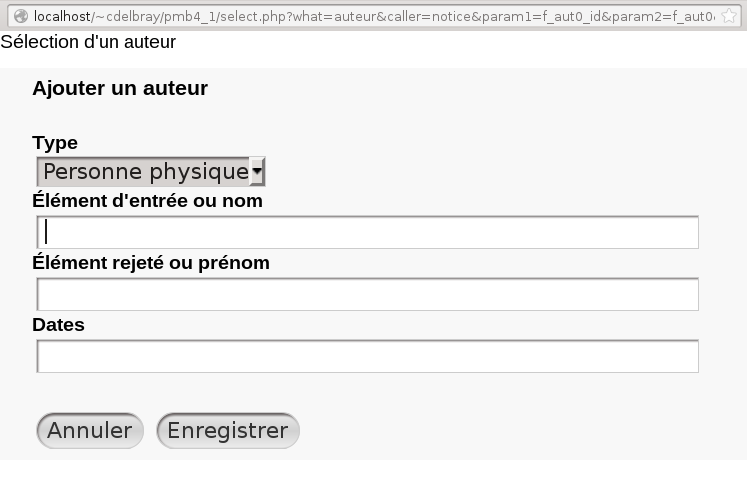 localhost/~cdelbray/pmb4_1/select.php?what=auteur&caller=notice&param1=f_aut0_id&param2=f_aut0
Sélection d'un auteur
Ajouter un auteur
Type
Personne physique
Élément d'entrée ou nom
Élément rejeté ou prénom
Dates
Annuler Enregistrer